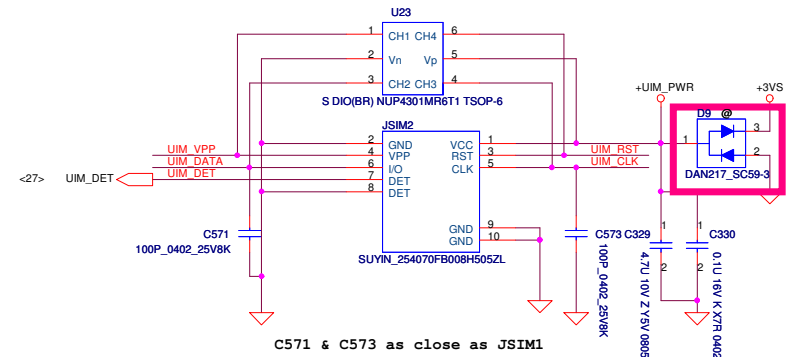 U23
1 CH1 CH4 6
2 Vn Vp 5
3 CH2 CH3 4
S DIO(BR) NUP4301MR6T1 TSOP-6
+UIM_PWR
+3VS
D9 @
1
3
2
DAN217_SC59-3
JSIM2
2 GND VCC 1
UIM_VPP 4 VPP RST 3 UIM_RST
UIM_DATA 6 I/O CLK 5 UIM_CLK
<27> UIM_DET UIM_DET 7 DET
8 DET
GND 9
GND 10
SUYIN_254070FB008H505ZL
C571
100P_0402_25V8K
C573
100P_0402_25V8K
C329
1
2
4.7U 10V Z Y5V 0805
C330
1
2
0.1U 16V K X7R 0402
C571 & C573 as close as JSIM1